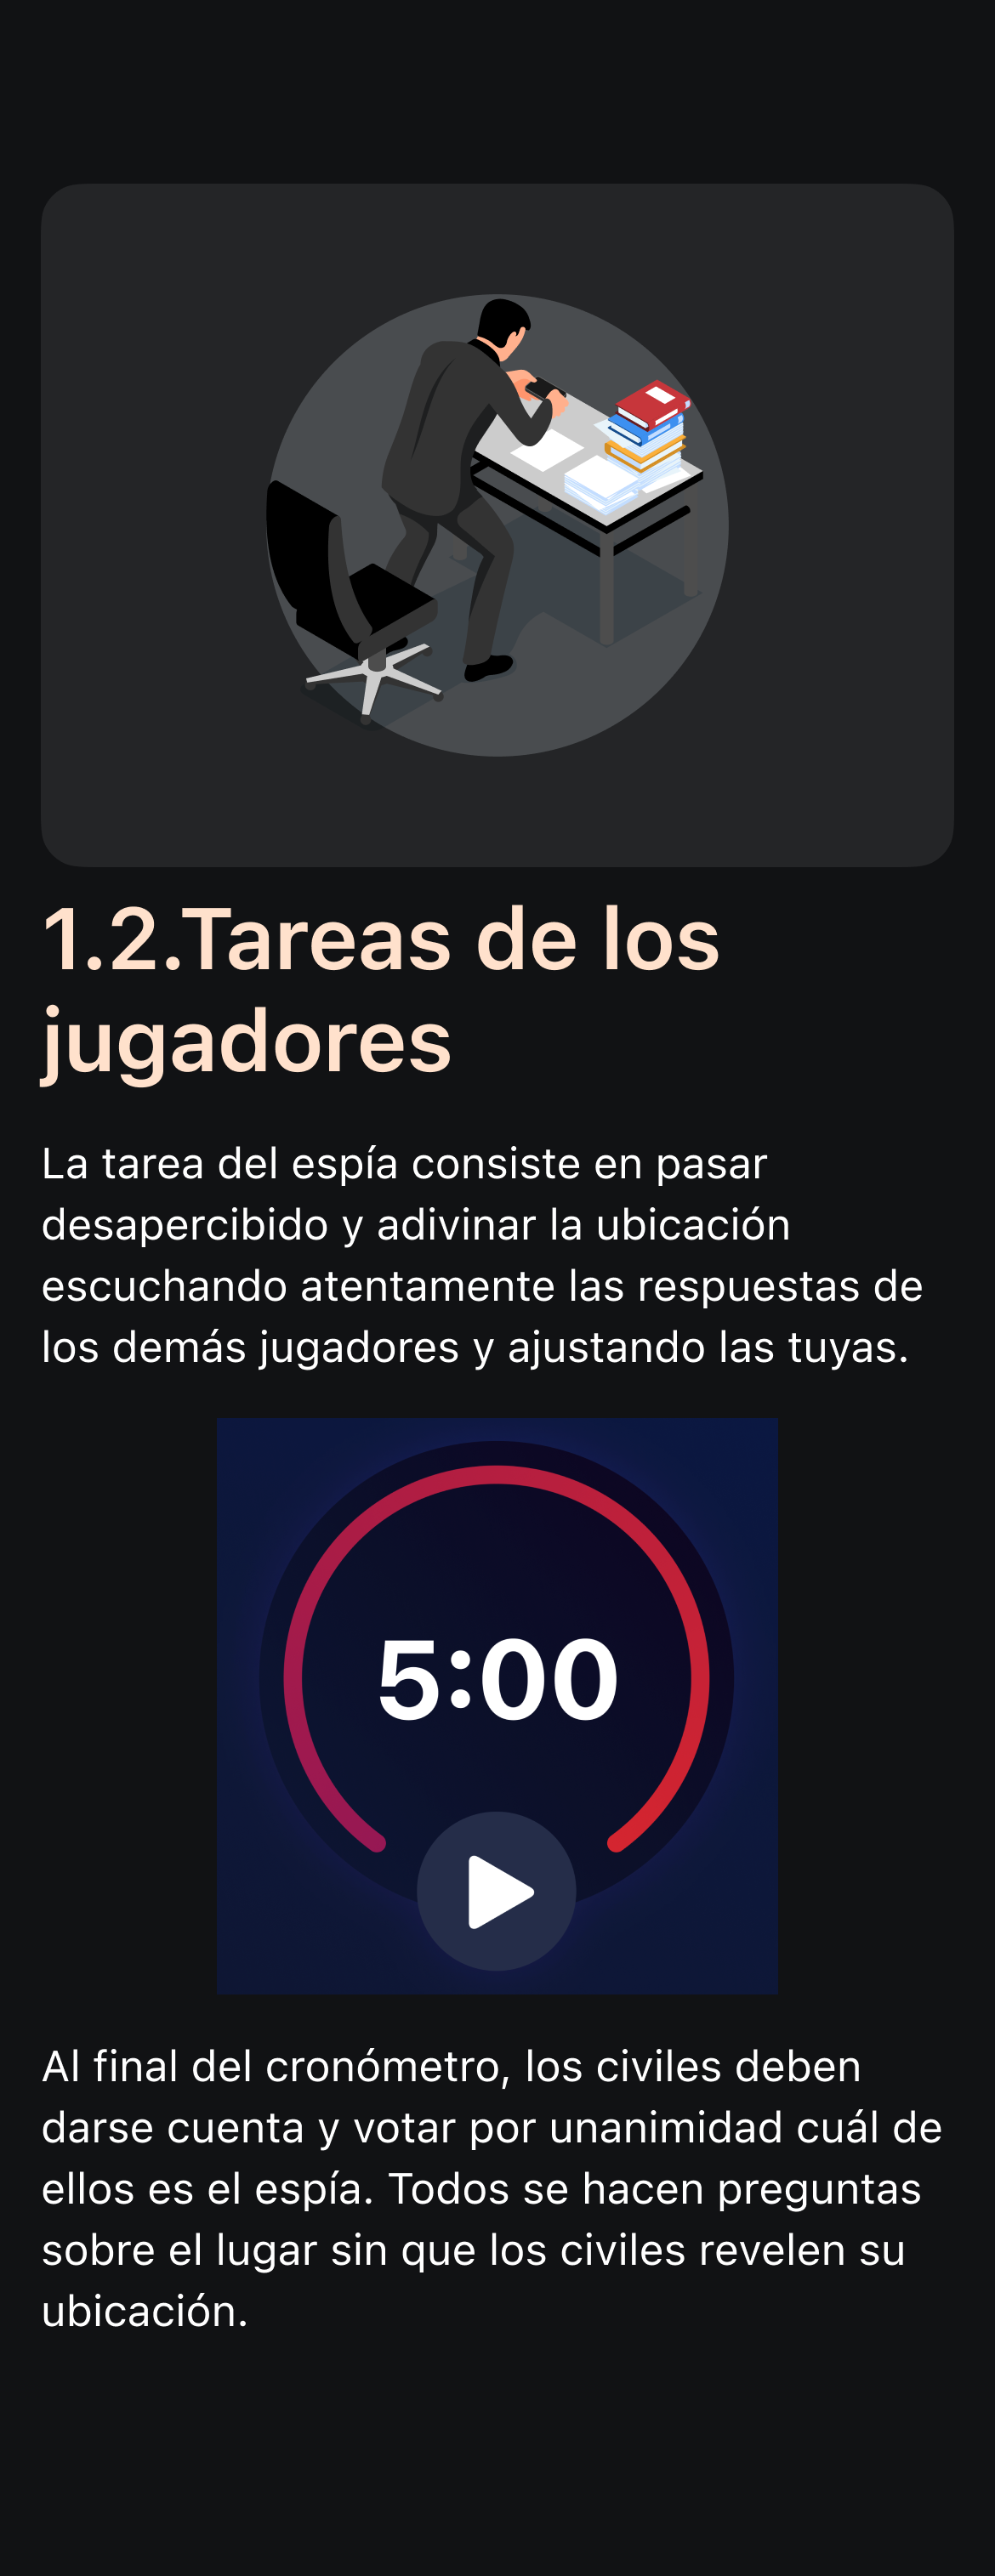 1.2.Tareas de los
jugadores
La tarea del espía consiste en pasar
desapercibido y adivinar la ubicación
escuchando atentamente las respuestas de
los demás jugadores y ajustando las tuyas.
5:00
Al final del cronómetro, los civiles deben
darse cuenta y votar por unanimidad cuál de
ellos es el espía. Todos se hacen preguntas
sobre el lugar sin que los civiles revelen su
ubicación.